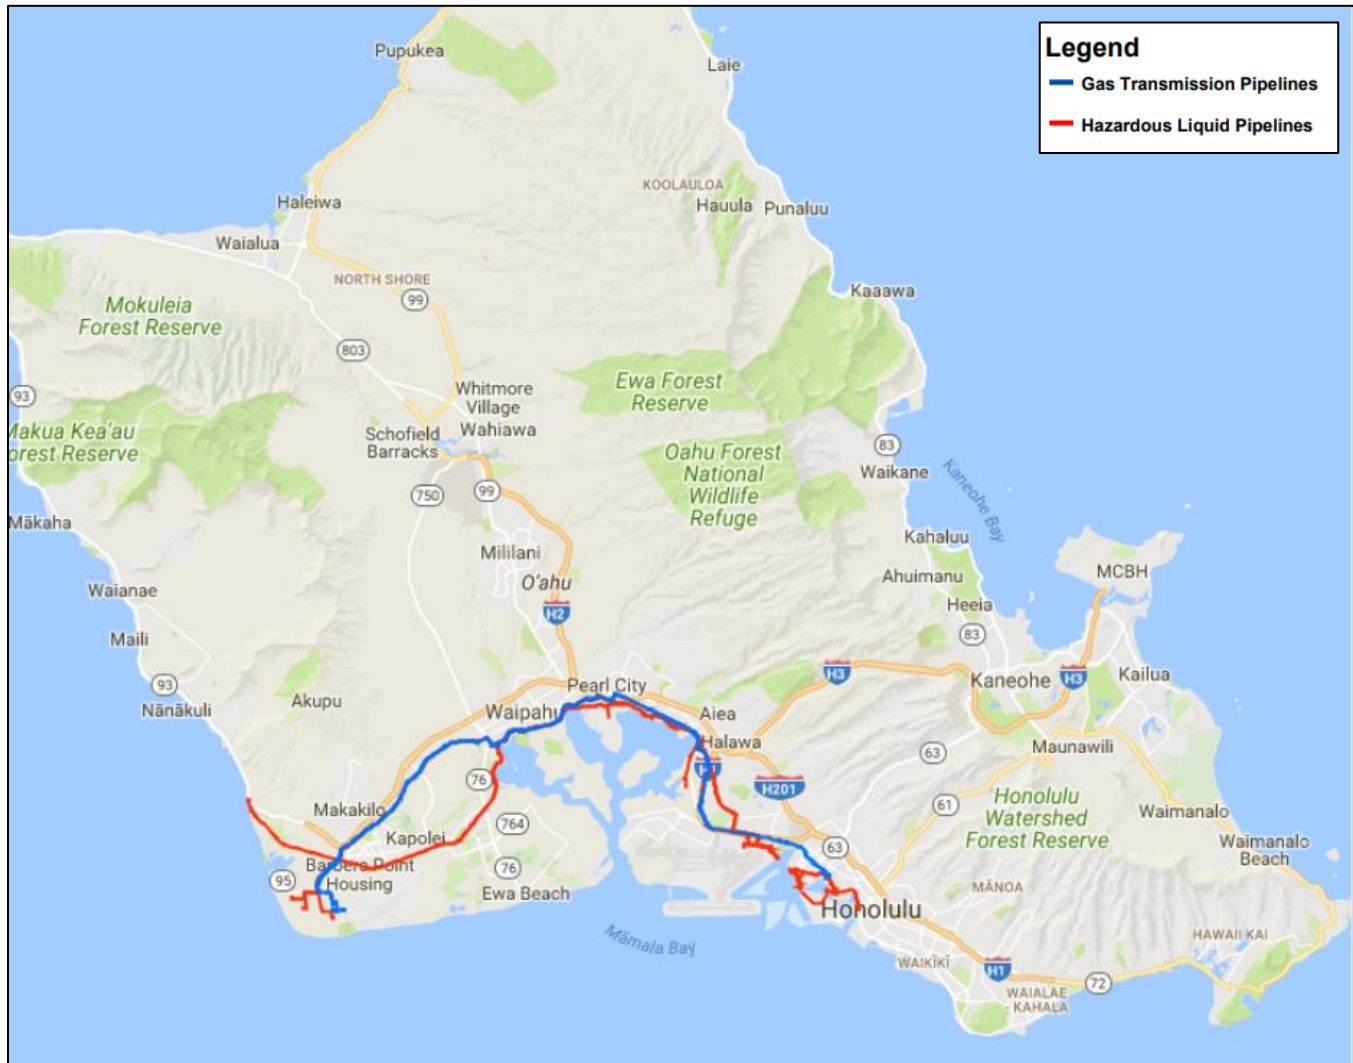 Legend
Gas Transmission Pipelines
Hazardous Liquid Pipelines
Pupukea
Laie
KOOLAULOA
Hauula
Punaluu
Haleiwa
Waialua
NORTH SHORE
99
Kaaawa
Mokuleia
Forest Reserve
803
93
Ewa Forest
Reserve
Whitmore
Village
Wahiawa
Makua Kea'au
orest Reserve
Schofield
Barracks
83
Oahu Forest
National
Wildlife
Refuge
Waikane
Kaneohe Bay
750
99
Mākaha
Kahaluu
Mililani
O'ahu
Ahuimanu
MCBH
Waianae
Heeia
H2
83
Maili
H3
Kaneohe
H3
Kailua
93
Nānākuli
Akupu
Pearl City
Waipahu
Aiea
Halawa
Maunawili
63
H1
76
H201
61
Honolulu
Watershed
Forest Reserve
Waimanalo
Makakilo
764
Kapolei
63
Waimanalo
Beach
Barbers Point
Housing
95
76
Ewa Beach
MĀNOA
Honolulu
Māmala Bay
HAWAII KAI
WAIKĪKĪ
H1
72
WAIALAE
- KAHALA